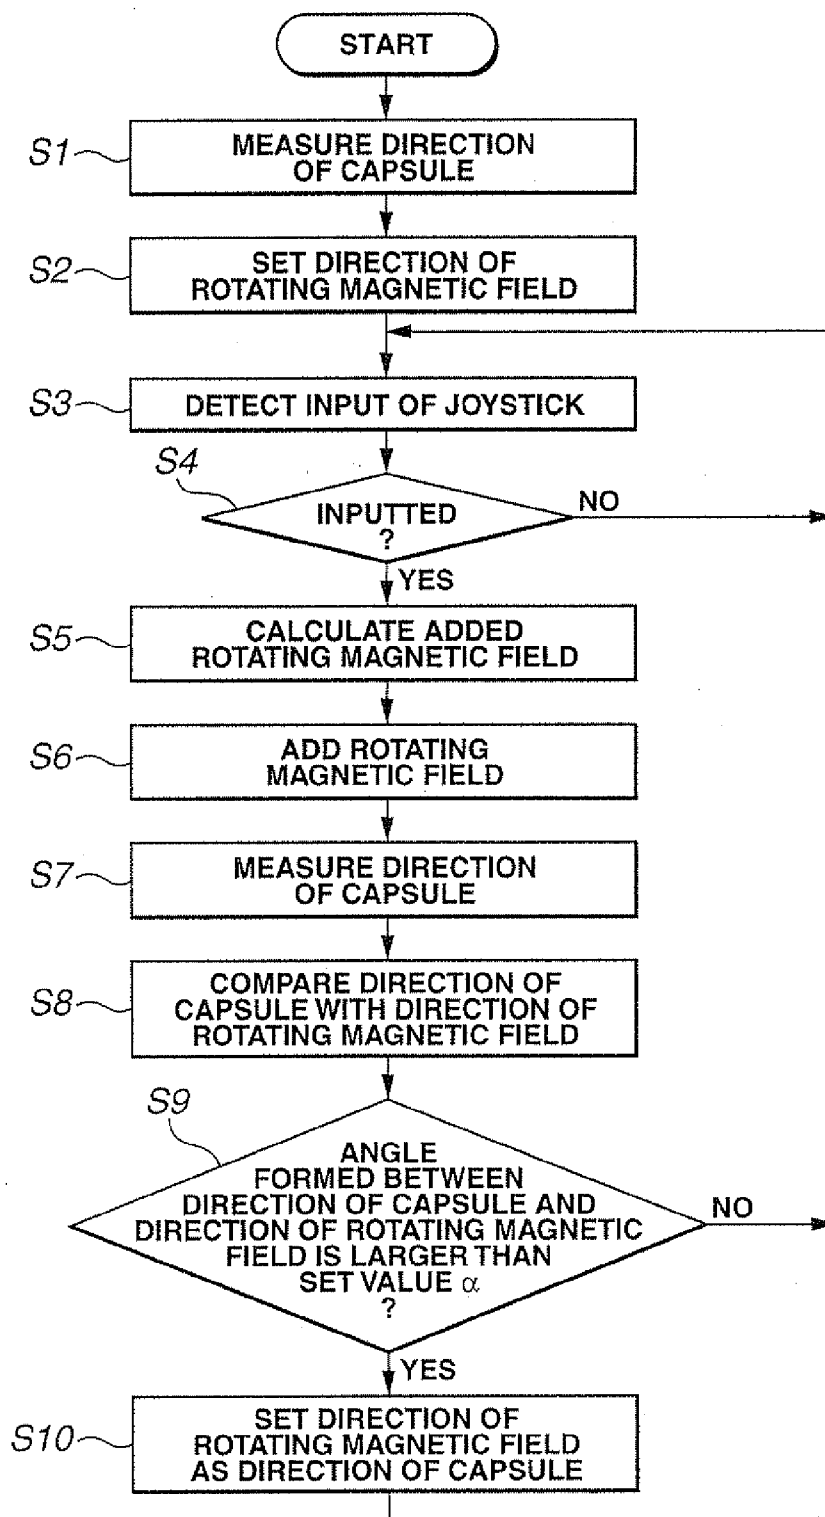 START
S1
MEASURE DIRECTION
OF CAPSULE
S2
SET DIRECTION OF
ROTATING MAGNETIC FIELD
S3
DETECT INPUT OF JOYSTICK
S4
INPUTTED
?
NO
YES
S5
CALCULATE ADDED
ROTATING MAGNETIC FIELD
S6
ADD ROTATING
MAGNETIC FIELD
S7
MEASURE DIRECTION
OF CAPSULE
S8
COMPARE DIRECTION OF
CAPSULE WITH DIRECTION OF
ROTATING MAGNETIC FIELD
S9
ANGLE
FORMED BETWEEN
DIRECTION OF CAPSULE AND
DIRECTION OF ROTATING MAGNETIC
FIELD IS LARGER THAN
SET VALUE α
?
NO
YES
S10
SET DIRECTION OF
ROTATING MAGNETIC FIELD
AS DIRECTION OF CAPSULE